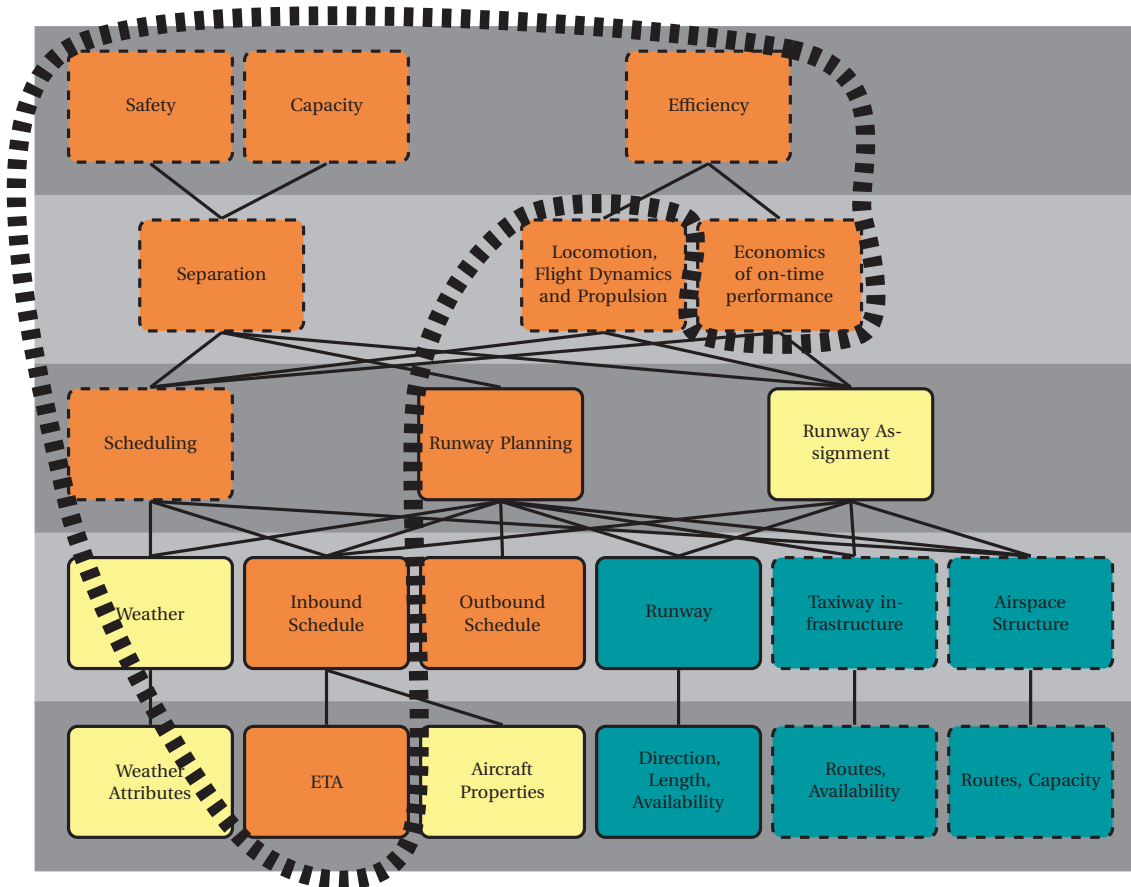 Safety
Capacity
Efficiency
Separation
Locomotion,
Flight Dynamics
and Propulsion
Economics
of on-time
performance
Scheduling
Runway Planning
Runway As-
signment
Weather
Inbound
Schedule
Outbound
Schedule
Runway
Taxiway in-
frastructure
Airspace
Structure
Weather
Attributes
ETA
Aircraft
Properties
Direction,
Length,
Availability
Routes,
Availability
Routes, Capacity